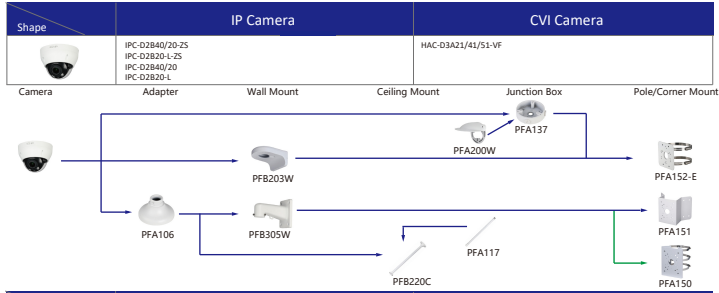 Shape
IP Camera
CVI Camera
IPC-D2B40/20-ZS
IPC-D2B20-L-ZS
IPC-D2B40/20
IPC-D2B20-L
HAC-D3A21/41/51-VF
Camera
Adapter
Wall Mount
Ceiling Mount
Junction Box
Pole/Corner Mount
PFA137
PFA200W
PFB203W
PFA152-E
PFA106
PFB305W
PFA151
PFA117
PFB220C
PFA150